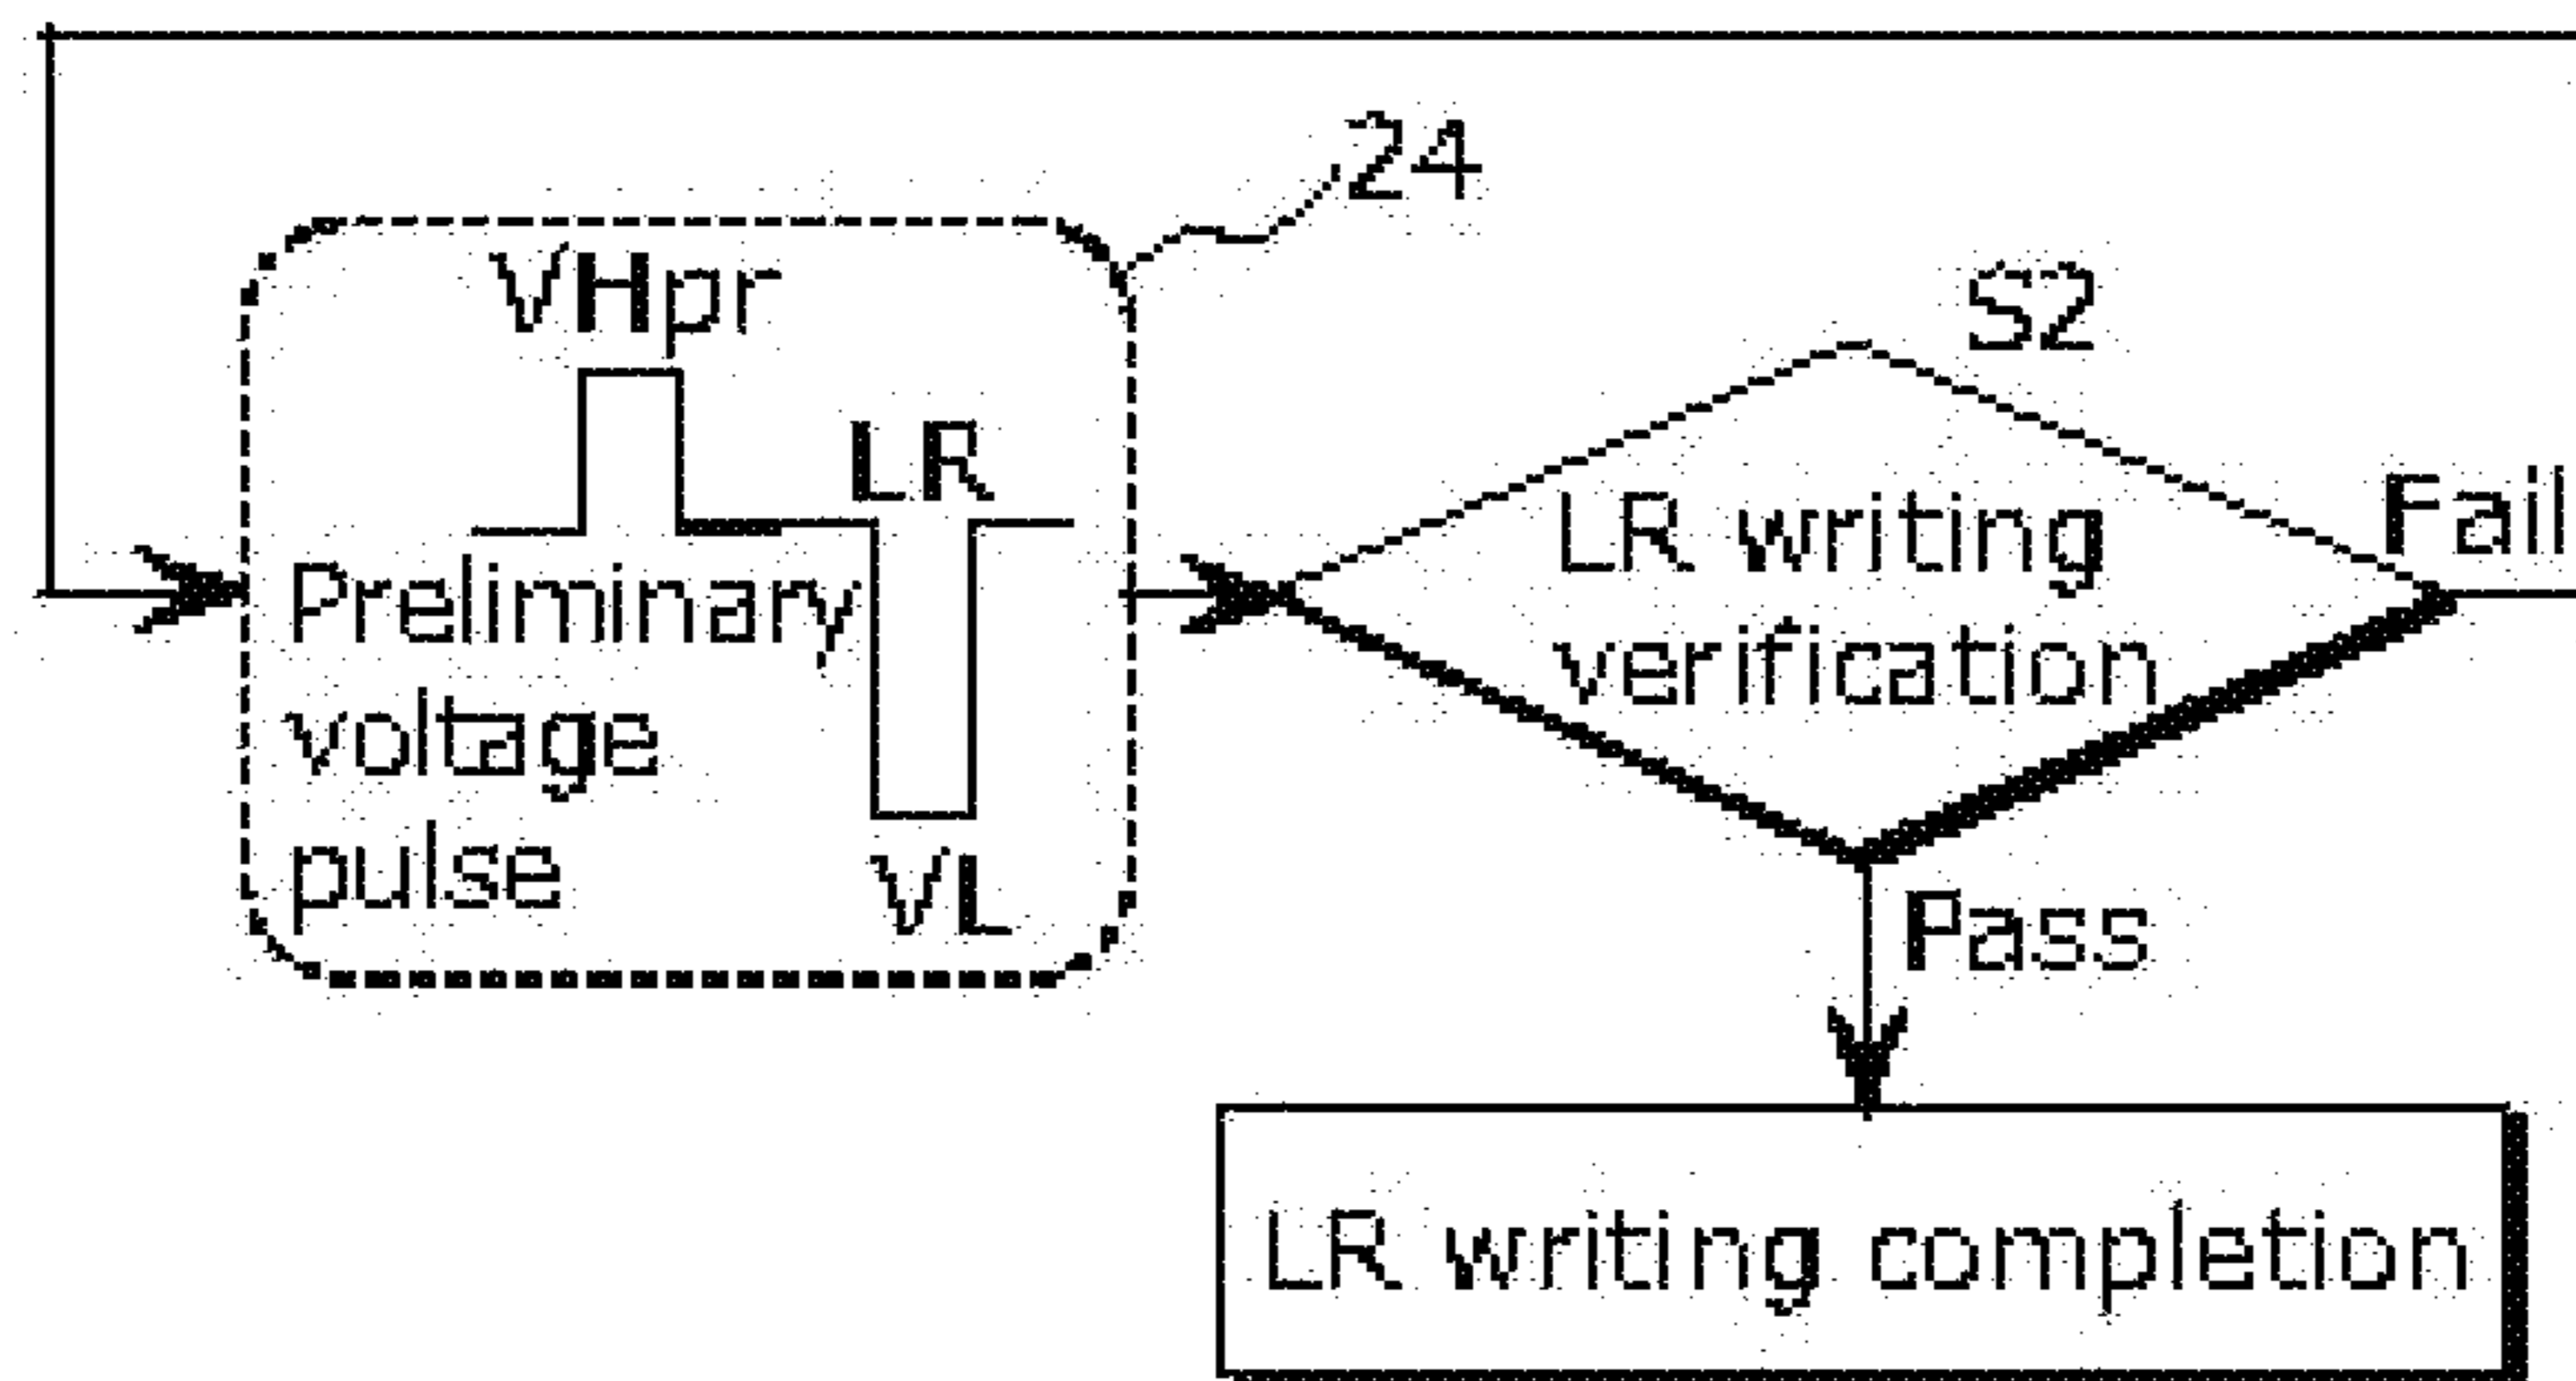 24
VHpr
S2
LR
Fail
LR writing
verification
Preliminary
voltage
pulse
VL
Pass
LR writing completion